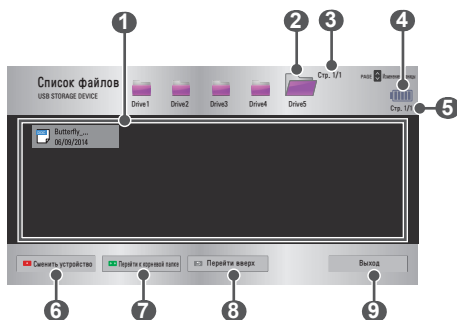 1
2
3
4
Список файлов
USB STORAGE DEVICE
Drive1
Drive2
Drive3
Drive4
Drive5
Стр. 1/1
PAGE
Стр. 1/1
5
Butterfly_...
06/09/2014
Сменить устройство
Перейти к корневой папке
Перейти вверх
Выход
6
7
8
9